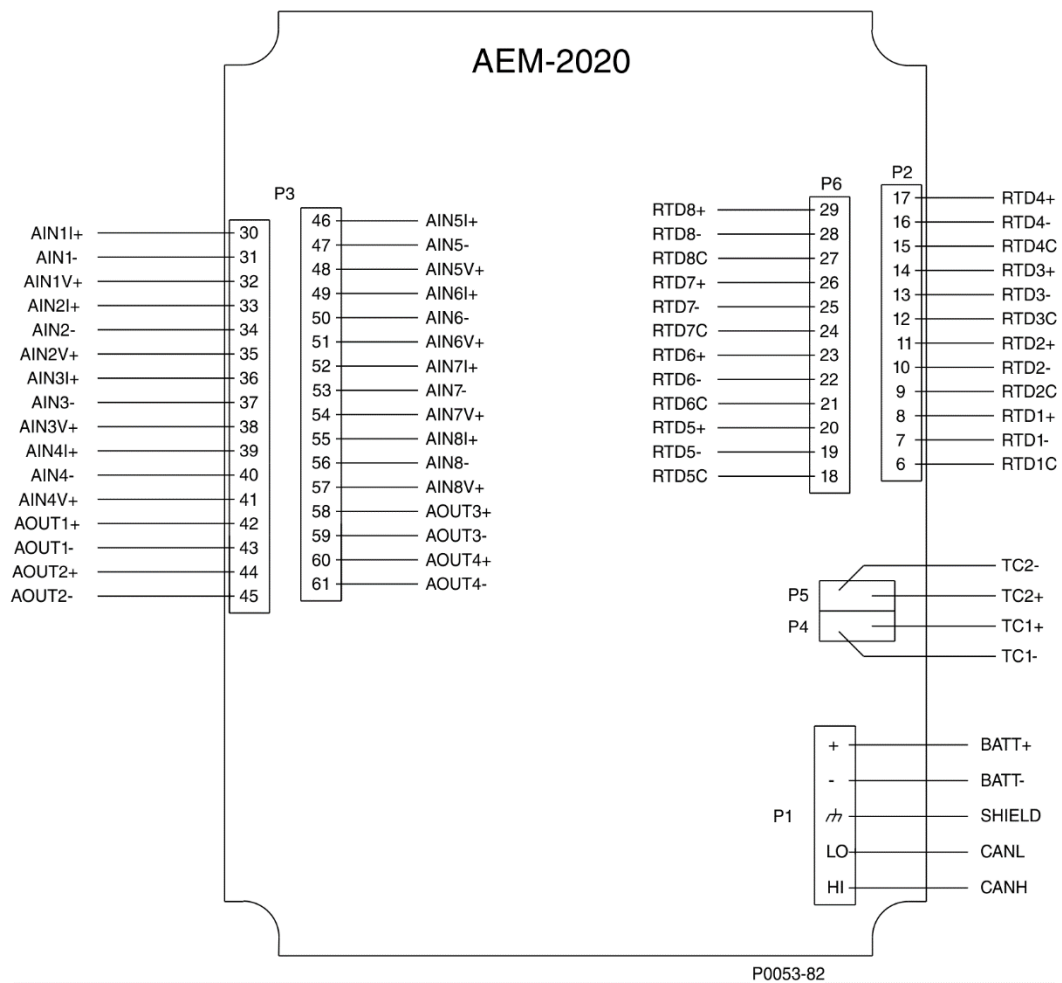 AEM-2020
P3
AIN1I+ 30
AIN1- 31
AIN1V+ 32
AIN2I+ 33
AIN2- 34
AIN2V+ 35
AIN3I+ 36
AIN3- 37
AIN3V+ 38
AIN4I+ 39
AIN4- 40
AIN4V+ 41
AOUT1+ 42
AOUT1- 43
AOUT2+ 44
AOUT2- 45
46 AIN5I+
47 AIN5-
48 AIN5V+
49 AIN6I+
50 AIN6-
51 AIN6V+
52 AIN7I+
53 AIN7-
54 AIN7V+
55 AIN8I+
56 AIN8-
57 AIN8V+
58 AOUT3+
59 AOUT3-
60 AOUT4+
61 AOUT4-
P6
RTD8+ 29
RTD8- 28
RTD8C 27
RTD7+ 26
RTD7- 25
RTD7C 24
RTD6+ 23
RTD6- 22
RTD6C 21
RTD5+ 20
RTD5- 19
RTD5C 18
P2
17 RTD4+
16 RTD4-
15 RTD4C
14 RTD3+
13 RTD3-
12 RTD3C
11 RTD2+
10 RTD2-
9 RTD2C
8 RTD1+
7 RTD1-
6 RTD1C
TC2-
P5 TC2+
P4 TC1+
TC1-
+ BATT+
- BATT-
P1 SHIELD
LO CANL
HI CANH
P0053-82